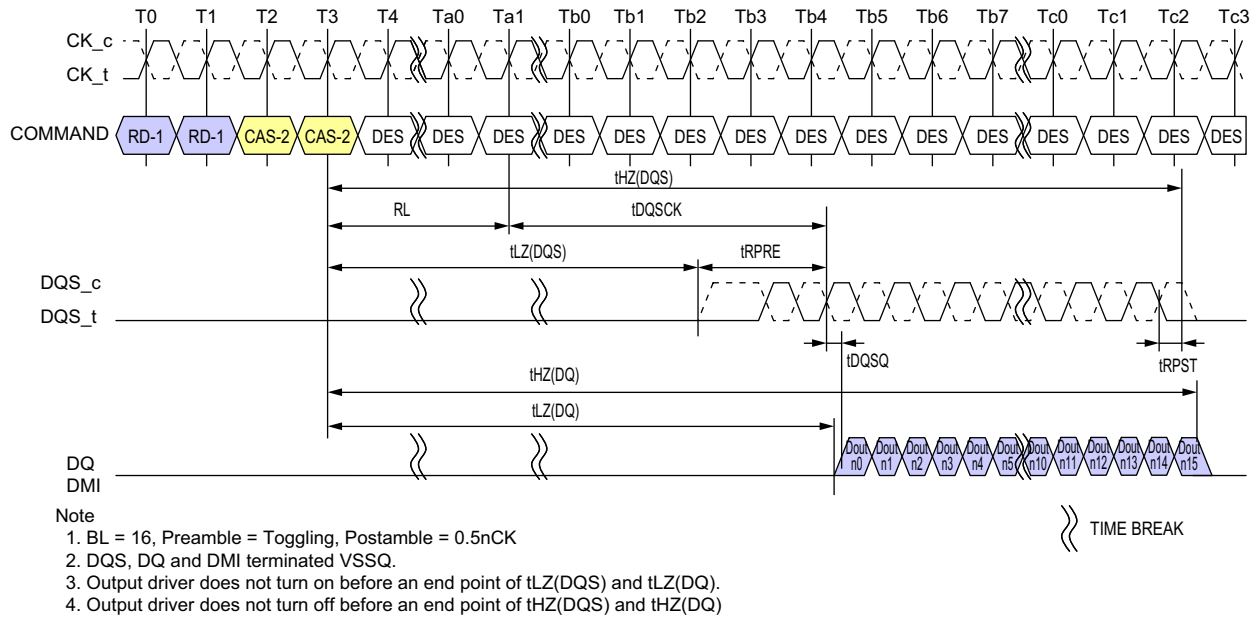 T0 T1 T2 T3 T4 Ta0 Ta1 Tb0 Tb1 Tb2 Tb3 Tb4 Tb5 Tb6 Tb7 Tc0 Tc1 Tc2 Tc3
CK_c
CK_t
COMMAND RD-1 RD-1 CAS-2 CAS-2 DES DES DES DES DES DES DES DES DES DES DES DES DES DES DES
tHZ(DQS)
RL tDQSCK
tLZ(DQS) tRPRE
DQS_c
DQS_t
tDQSQ tRPST
tHZ(DQ)
tLZ(DQ)
Dout Dout Dout Dout Dout Dout Dout Dout Dout Dout Dout Dout
n0 n1 n2 n3 n4 n5 n10 n11 n12 n13 n14 n15
DQ
DMI
Note
1. BL = 16, Preamble = Toggling, Postamble = 0.5nCK
2. DQS, DQ and DMI terminated VSSQ.
3. Output driver does not turn on before an end point of tLZ(DQS) and tLZ(DQ).
4. Output driver does not turn off before an end point of tHZ(DQS) and tHZ(DQ)
TIME BREAK